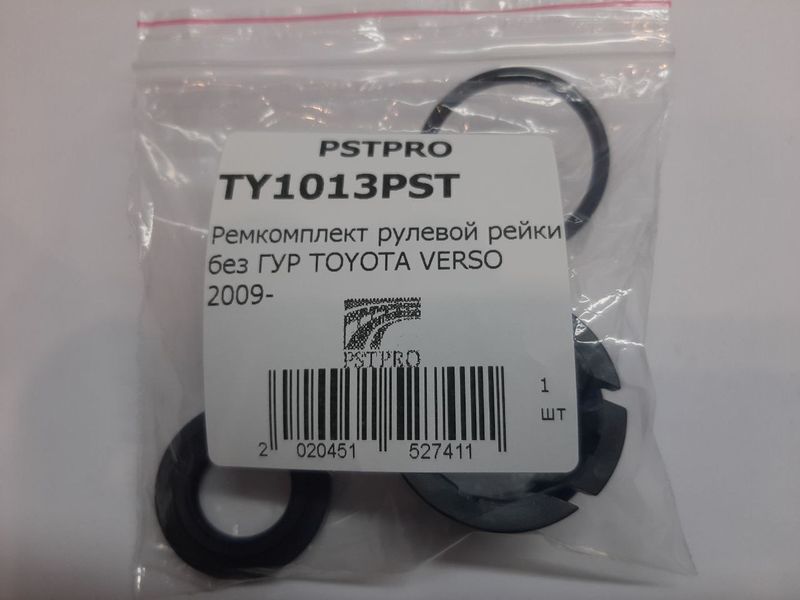 PSTPRO
TY1013PST
Ремкомплект рулевой рейки
без ГУР TOYOTA VERSO
2009-
PSTPRO
1
шт
2 020451 527411